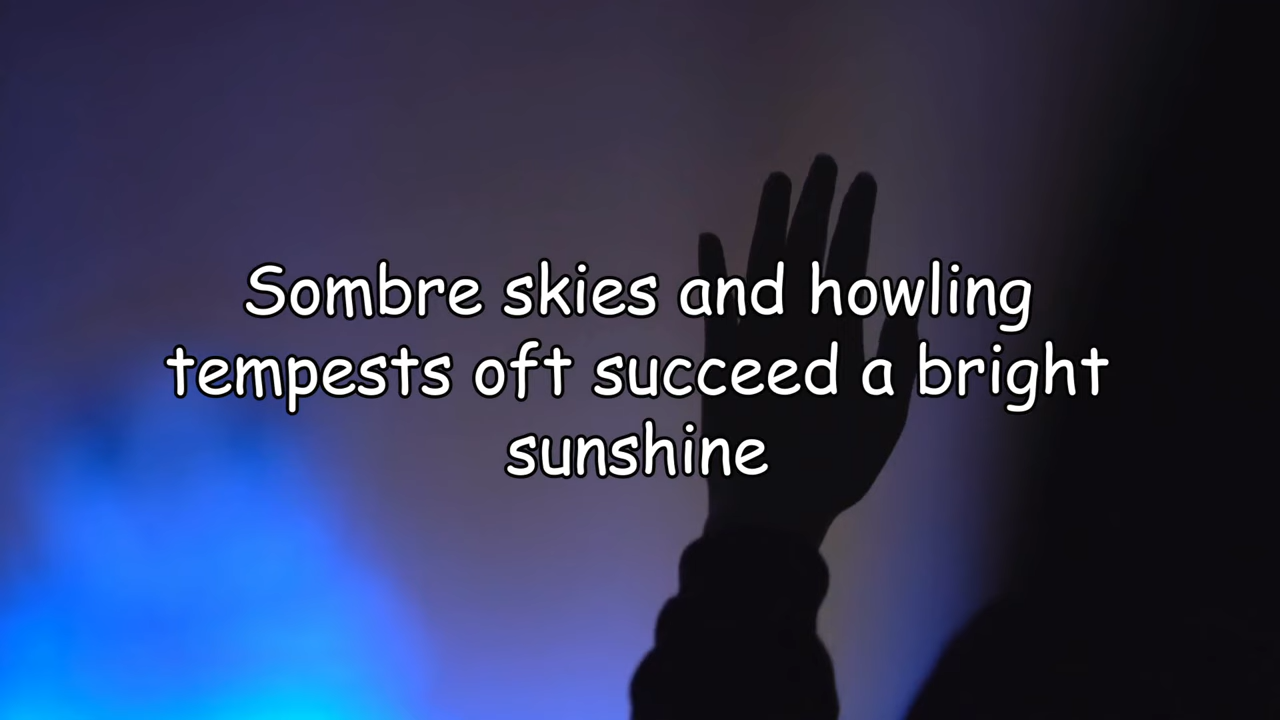 Sombre skies and howling
tempests oft succeed a bright
sunshine